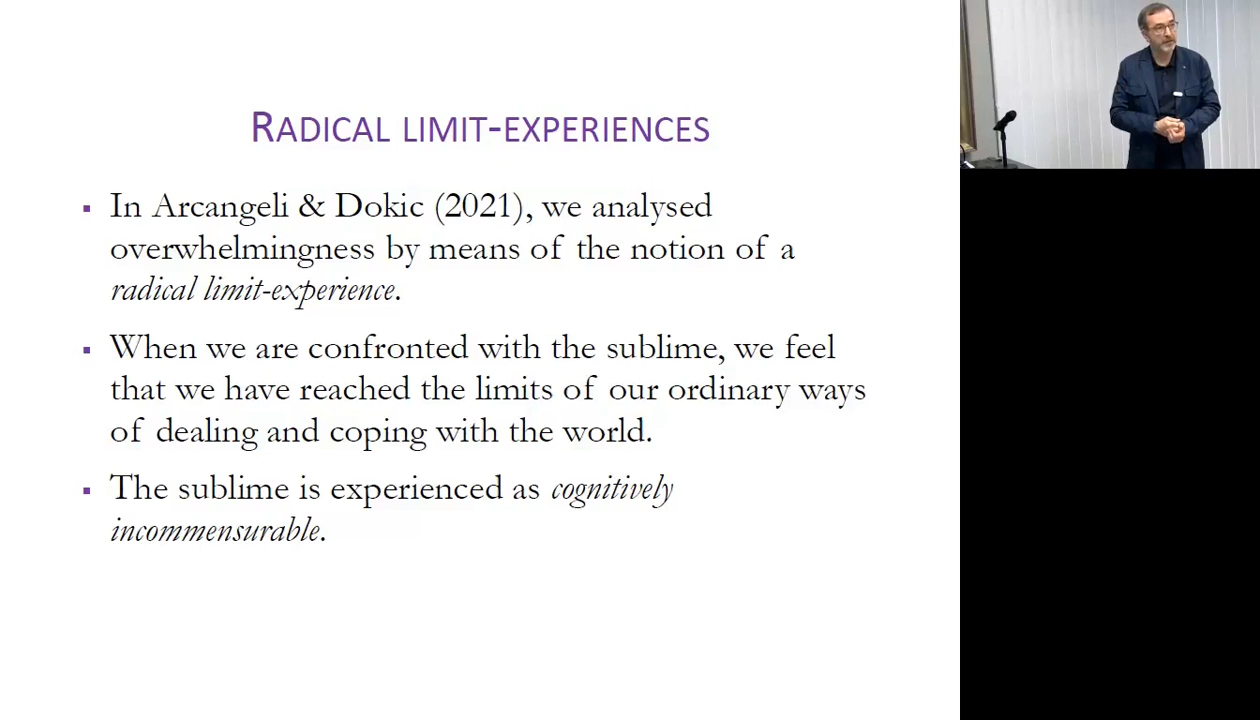 RADICAL LIMIT-EXPERIENCES
▪ In Arcangeli & Dokic (2021), we analysed
overwhelmingness by means of the notion of a
radical limit-experience.
▪ When we are confronted with the sublime, we feel
that we have reached the limits of our ordinary ways
of dealing and coping with the world.
▪ The sublime is experienced as cognitively
incommensurable.